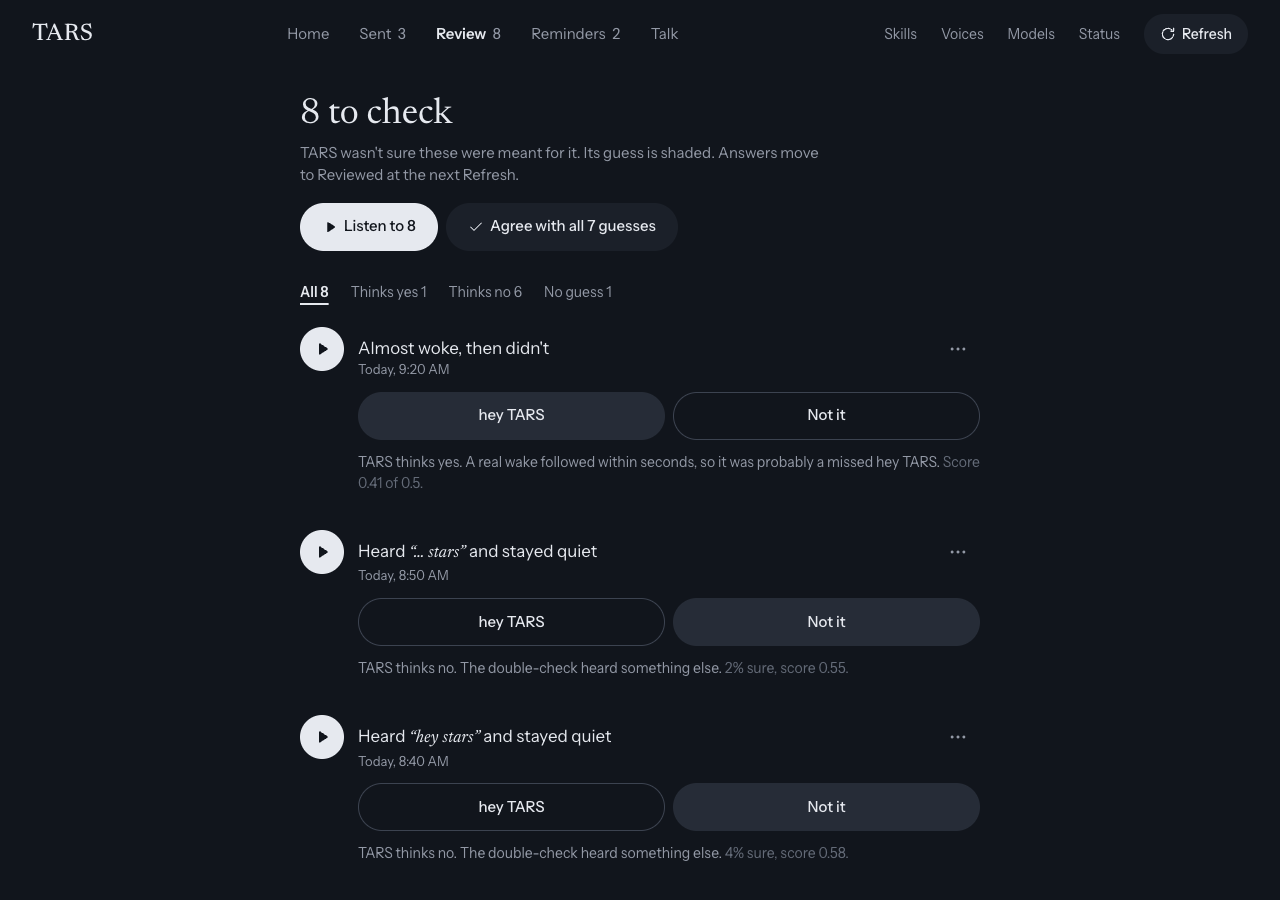 TARS
Home Sent 3 Review 8 Reminders 2 Talk
Skills Voices Models Status Refresh
8 to check
TARS wasn't sure these were meant for it. Its guess is shaded. Answers move
to Reviewed at the next Refresh.
Listen to 8 Agree with all 7 guesses
All 8 Thinks yes 1 Thinks no 6 No guess 1
Almost woke, then didn't
Today, 9:20 AM
hey TARS Not it
TARS thinks yes. A real wake followed within seconds, so it was probably a missed hey TARS. Score
0.41 of 0.5.
Heard “... stars” and stayed quiet
Today, 8:50 AM
hey TARS Not it
TARS thinks no. The double-check heard something else. 2% sure, score 0.55.
Heard “hey stars” and stayed quiet
Today, 8:40 AM
hey TARS Not it
TARS thinks no. The double-check heard something else. 4% sure, score 0.58.